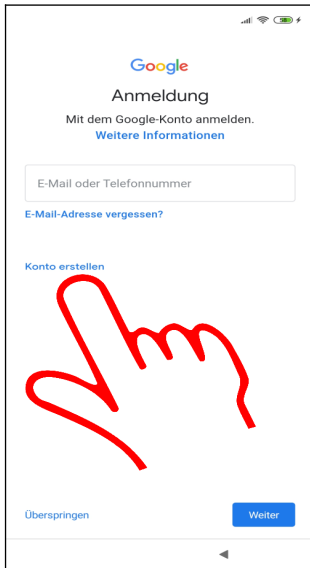 Google
Anmeldung
Mit dem Google-Konto anmelden.
Weitere Informationen
E-Mail oder Telefonnummer
E-Mail-Adresse vergessen?
Konto erstellen
Überspringen
Weiter